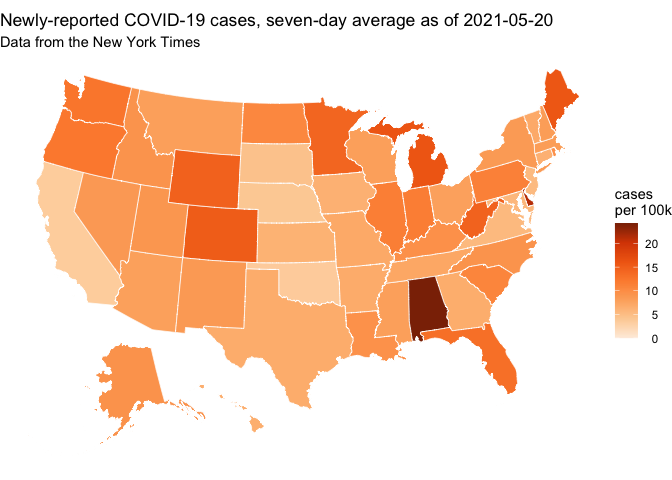 Newly-reported COVID-19 cases, seven-day average as of 2021-05-20
Data from the New York Times
cases
per 100k
20
15
10
5
0